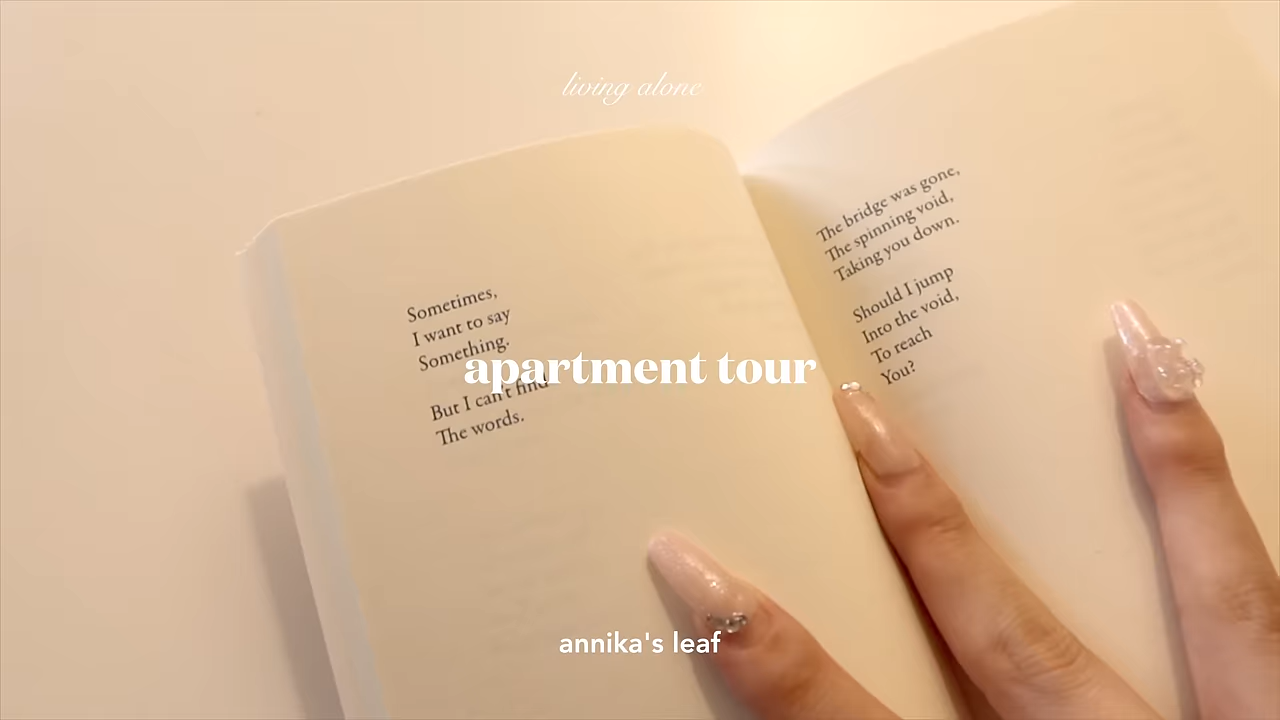 living alone
Sometimes,
I want to say
Something.
But I can't find
The words.
The bridge was gone,
The spinning void,
Taking you down.
Should I jump
Into the void,
To reach
You?
apartment tour
annika's leaf